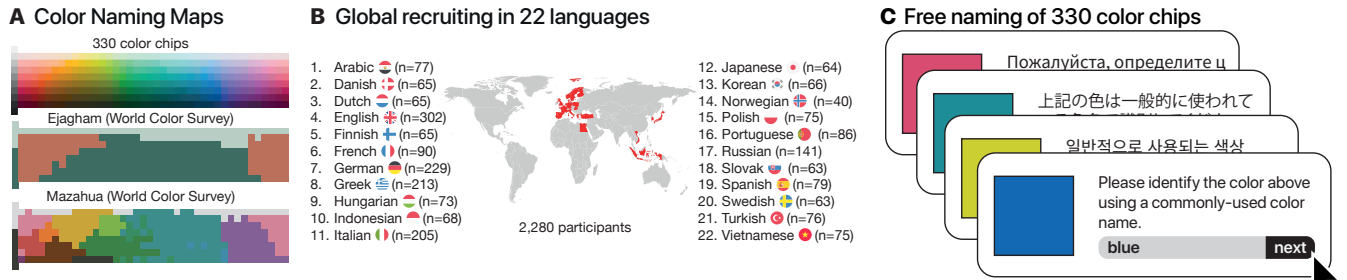 A Color Naming Maps
330 color chips
Ejagham (World Color Survey)
Mazahua (World Color Survey)
B Global recruiting in 22 languages
1. Arabic (n=77)
2. Danish (n=65)
3. Dutch (n=65)
4. English (n=302)
5. Finnish (n=65)
6. French (n=90)
7. German (n=229)
8. Greek (n=213)
9. Hungarian (n=73)
10. Indonesian (n=68)
11. Italian (n=205)
2,280 participants
12. Japanese (n=64)
13. Korean (n=66)
14. Norwegian (n=40)
15. Polish (n=75)
16. Portuguese (n=86)
17. Russian (n=141)
18. Slovak (n=63)
19. Spanish (n=79)
20. Swedish (n=63)
21. Turkish (n=76)
22. Vietnamese (n=75)
C Free naming of 330 color chips
Пожалуйста, определите ц
上記の色は一般的に使われて
일반적으로 사용되는 색상
Please identify the color above
using a commonly-used color
name.
blue next